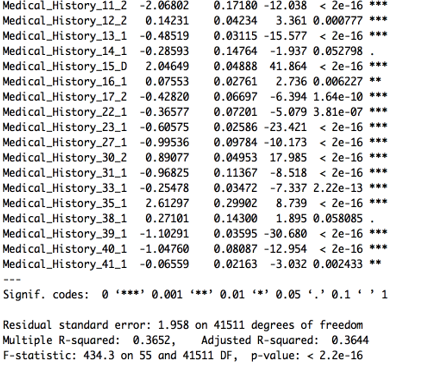 Medical_History_11_2 -2.06802 0.17180 -12.038 < 2e-16 ***
Medical_History_12_2 0.14231 0.04234 3.361 0.000777 ***
Medical_History_13_1 -0.48519 0.03115 -15.577 < 2e-16 ***
Medical_History_14_1 -0.28593 0.14764 -1.937 0.052798 .
Medical_History_15_D 2.04649 0.04888 41.864 < 2e-16 ***
Medical_History_16_1 0.07553 0.02761 2.736 0.006227 **
Medical_History_17_2 -0.42820 0.06697 -6.394 1.64e-10 ***
Medical_History_22_1 -0.36577 0.07201 -5.079 3.81e-07 ***
Medical_History_23_1 -0.60575 0.02586 -23.421 < 2e-16 ***
Medical_History_27_1 -0.99536 0.09784 -10.173 < 2e-16 ***
Medical_History_30_2 0.89077 0.04953 17.985 < 2e-16 ***
Medical_History_31_1 -0.96825 0.11367 -8.518 < 2e-16 ***
Medical_History_33_1 -0.25478 0.03472 -7.337 2.22e-13 ***
Medical_History_35_1 2.61297 0.29902 8.739 < 2e-16 ***
Medical_History_38_1 0.27101 0.14300 1.895 0.058085 .
Medical_History_39_1 -1.10291 0.03595 -30.680 < 2e-16 ***
Medical_History_40_1 -1.04760 0.08087 -12.954 < 2e-16 ***
Medical_History_41_1 -0.06559 0.02163 -3.032 0.002433 **
---
Signif. codes: 0 ‘***’ 0.001 ‘**’ 0.01 ‘*’ 0.05 ‘.’ 0.1 ‘ ’ 1
Residual standard error: 1.958 on 41511 degrees of freedom
Multiple R-squared: 0.3652, Adjusted R-squared: 0.3644
F-statistic: 434.3 on 55 and 41511 DF, p-value: < 2.2e-16